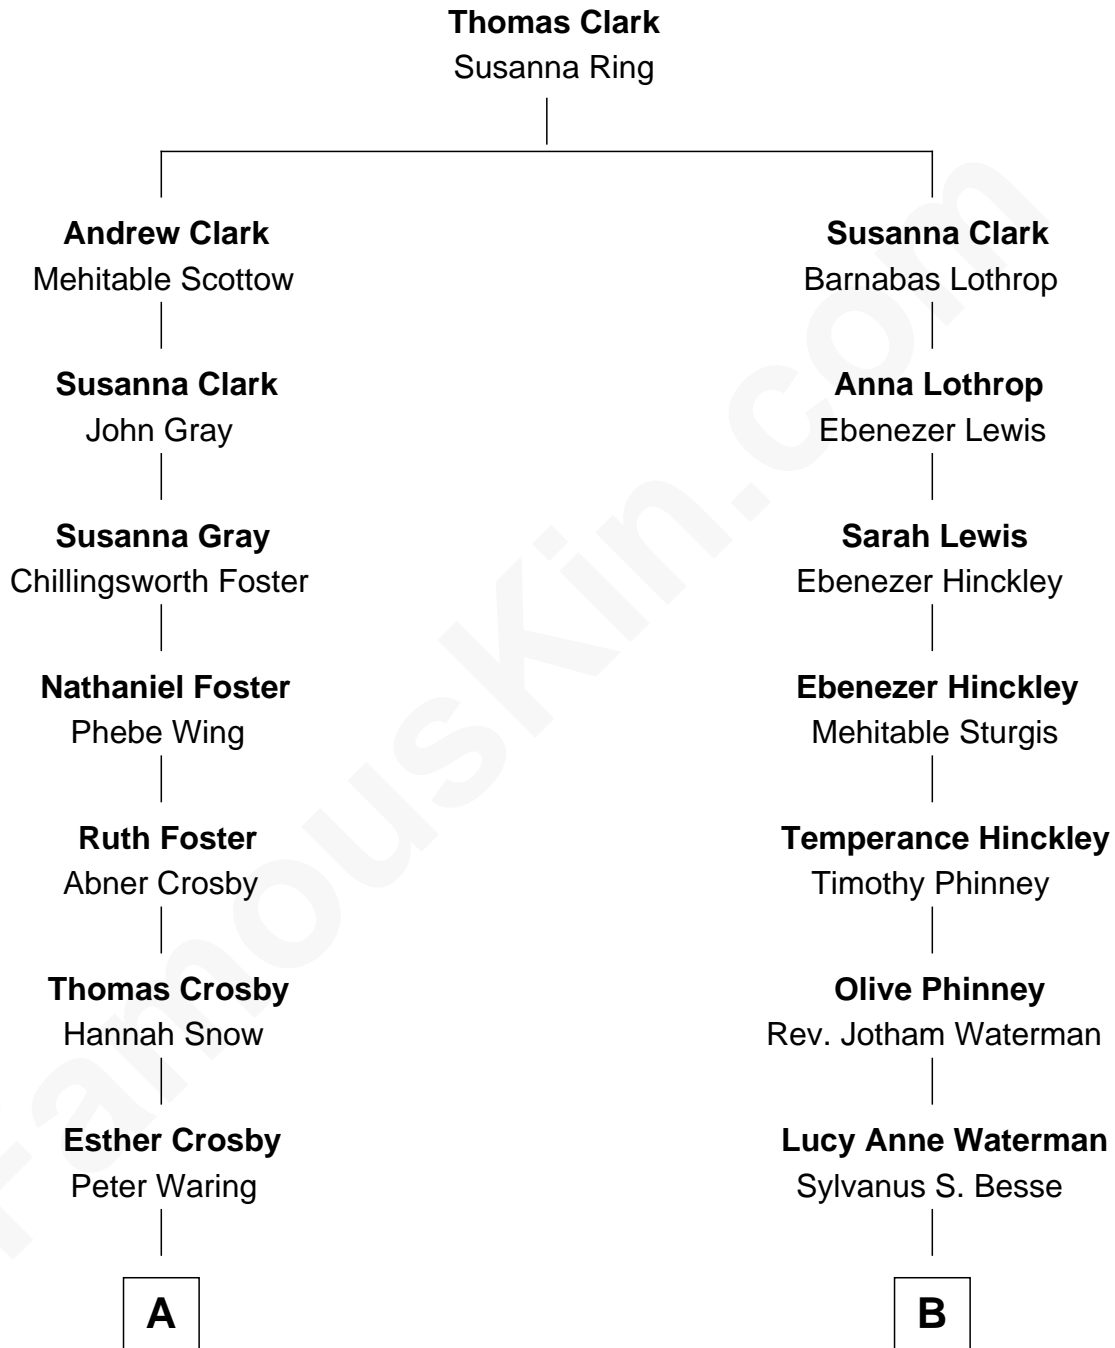 Thomas Clark
Susanna Ring
Andrew Clark
Mehitable Scottow
Susanna Clark
John Gray
Susanna Gray
Chillingsworth Foster
Nathaniel Foster
Phebe Wing
Ruth Foster
Abner Crosby
Thomas Crosby
Hannah Snow
Esther Crosby
Peter Waring
A
Susanna Clark
Barnabas Lothrop
Anna Lothrop
Ebenezer Lewis
Sarah Lewis
Ebenezer Hinckley
Ebenezer Hinckley
Mehitable Sturgis
Temperance Hinckley
Timothy Phinney
Olive Phinney
Rev. Jotham Waterman
Lucy Anne Waterman
Sylvanus S. Besse
B
FamousKin.com